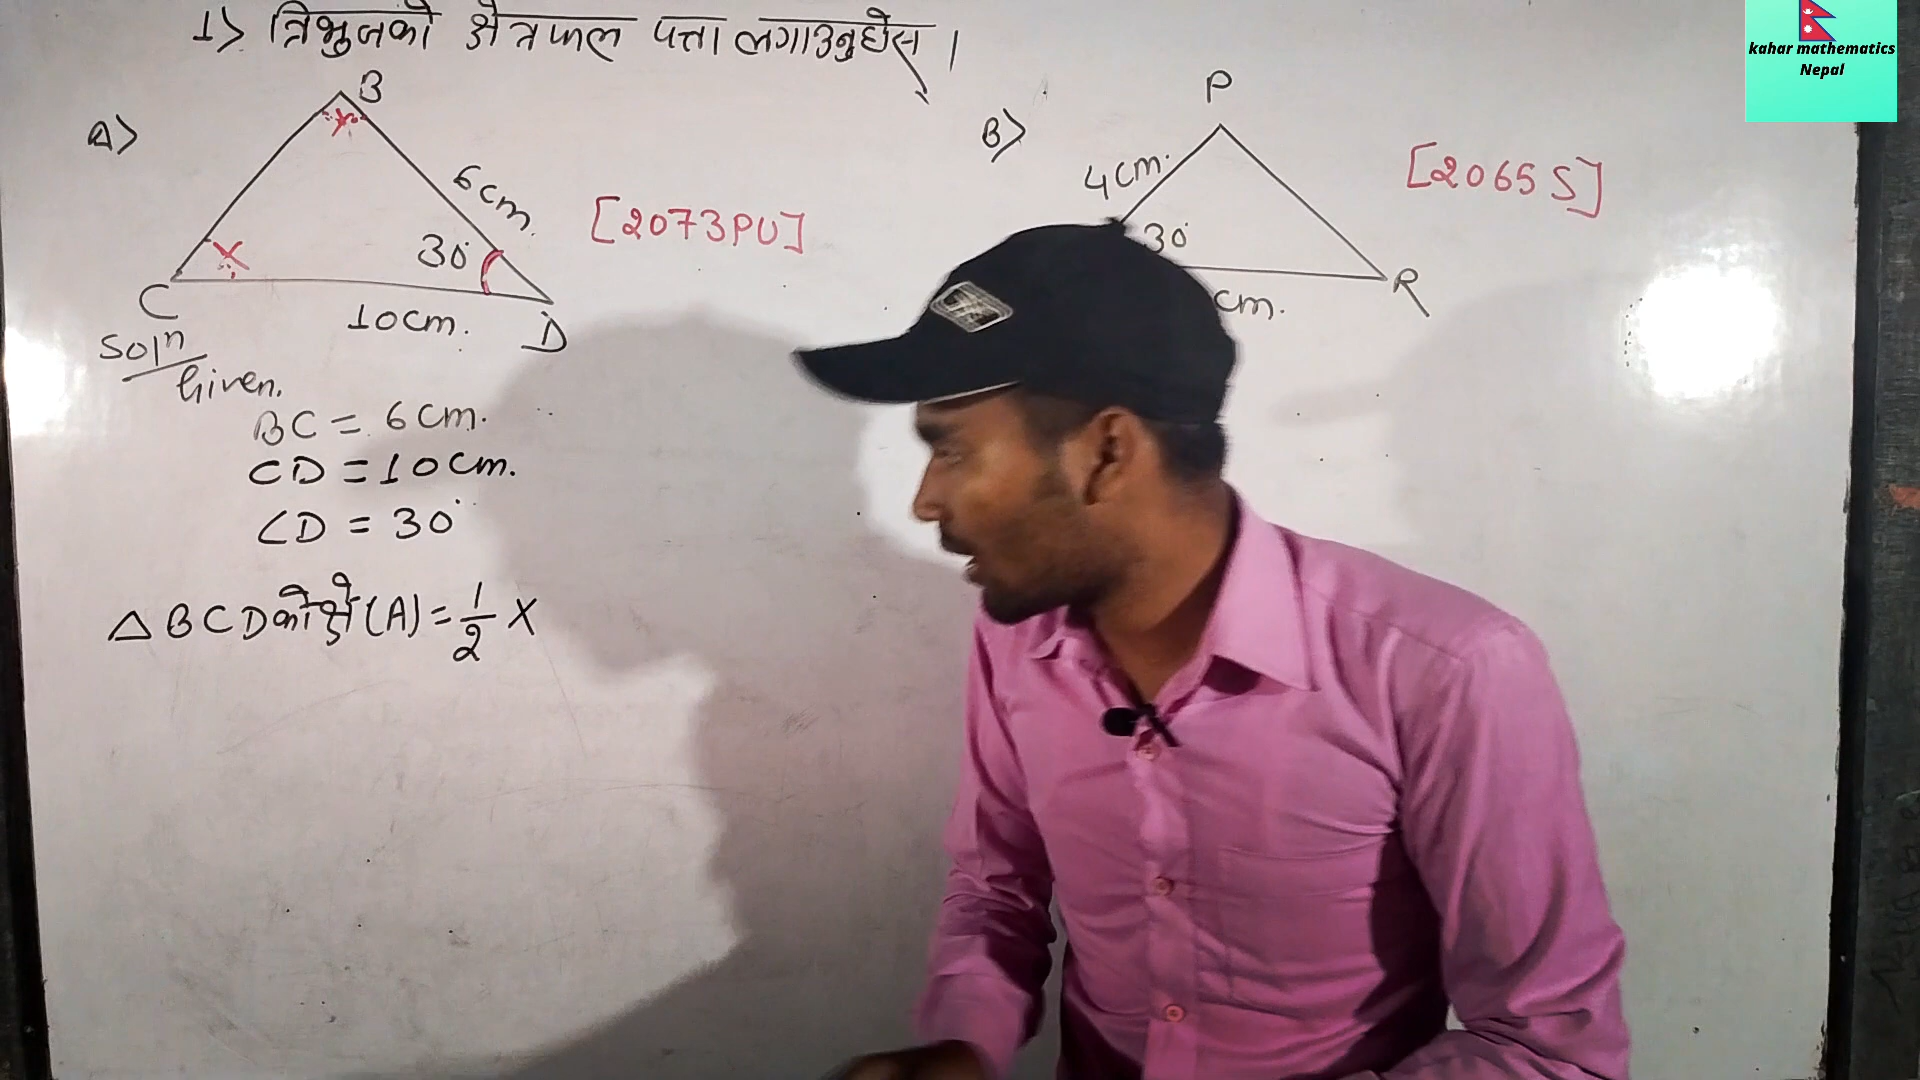 1> त्रिभुजको क्षेत्रफल पत्ता लगाउनुहोस् ।
kahar mathematics
Nepal
A>
B
6cm.
30°
C
10cm.
D
[2073PU]
B>
P
4cm.
30°
cm.
R
[2065 S]
Solⁿ
Given.
BC = 6cm.
CD = 10cm.
∠D = 30°
△BCDको क्षे (A) = 1/2 ×